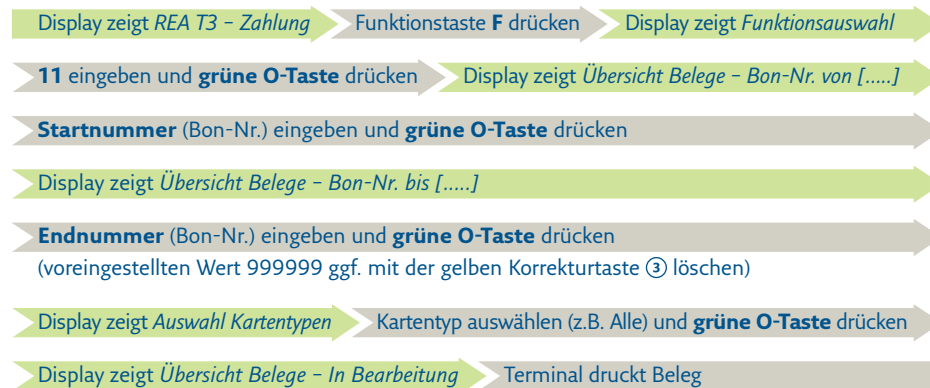 Display zeigt REA T3 – Zahlung Funktionstaste F drücken Display zeigt Funktionsauswahl
11 eingeben und grüne O-Taste drücken Display zeigt Übersicht Belege – Bon-Nr. von [.....]
Startnummer (Bon-Nr.) eingeben und grüne O-Taste drücken
Display zeigt Übersicht Belege – Bon-Nr. bis [.....]
Endnummer (Bon-Nr.) eingeben und grüne O-Taste drücken
(voreingestellten Wert 999999 ggf. mit der gelben Korrekturtaste ③ löschen)
Display zeigt Auswahl Kartentypen Kartentyp auswählen (z.B. Alle) und grüne O-Taste drücken
Display zeigt Übersicht Belege – In Bearbeitung Terminal druckt Beleg